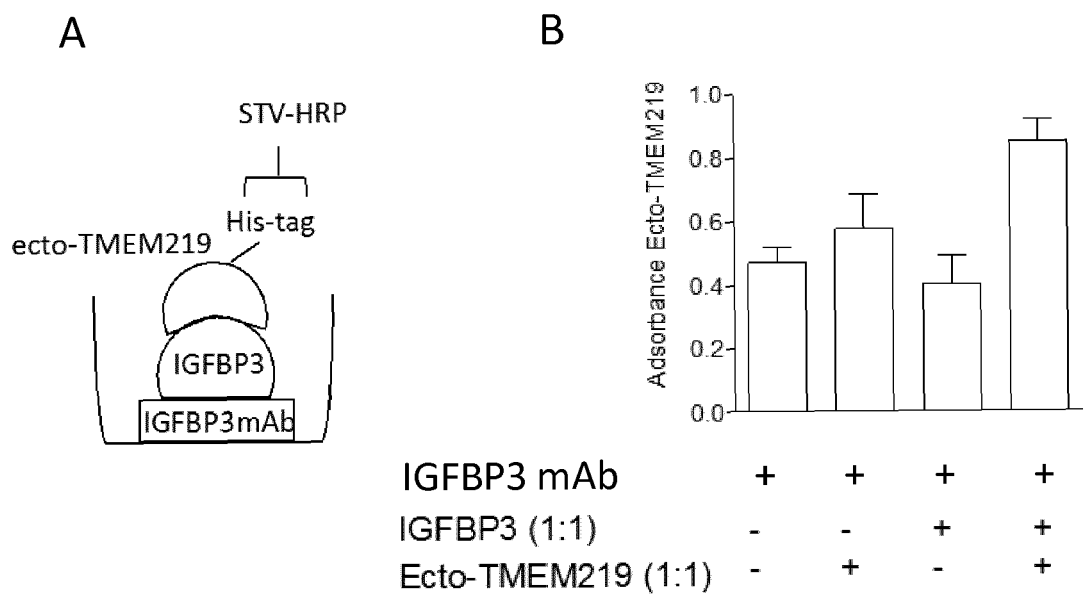 A
STV-HRP
His-tag
ecto-TMEM219
IGFBP3
IGFBP3mAb
B
Adsorbance Ecto-TMEM219
1.0
0.8
0.6
0.4
0.2
0.0
IGFBP3 mAb + + + +
IGFBP3 (1:1) - - + +
Ecto-TMEM219 (1:1) - + - +